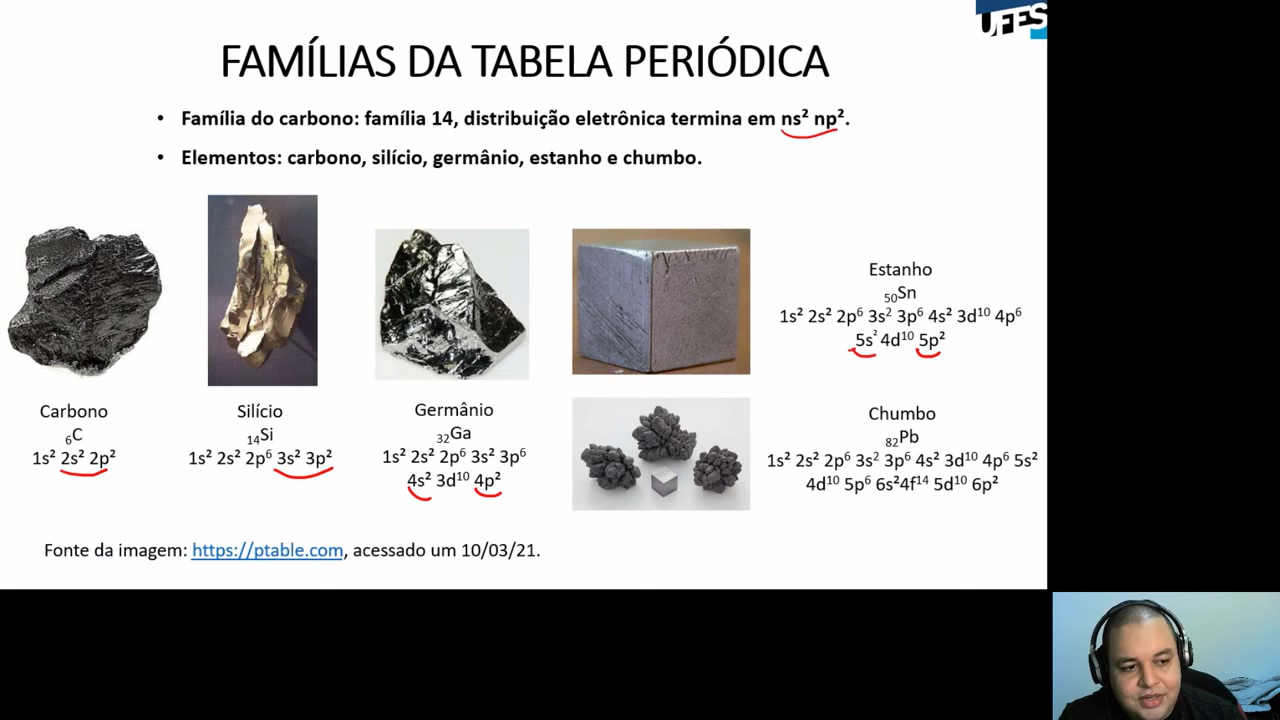 UFES
FAMÍLIAS DA TABELA PERIÓDICA
• Família do carbono: família 14, distribuição eletrônica termina em ns² np².
• Elementos: carbono, silício, germânio, estanho e chumbo.
Carbono
₆C
1s² 2s² 2p²
Silício
₁₄Si
1s² 2s² 2p⁶ 3s² 3p²
Germânio
₃₂Ga
1s² 2s² 2p⁶ 3s² 3p⁶
4s² 3d¹⁰ 4p²
Estanho
₅₀Sn
1s² 2s² 2p⁶ 3s² 3p⁶ 4s² 3d¹⁰ 4p⁶
5s² 4d¹⁰ 5p²
Chumbo
₈₂Pb
1s² 2s² 2p⁶ 3s² 3p⁶ 4s² 3d¹⁰ 4p⁶ 5s²
4d¹⁰ 5p⁶ 6s²4f¹⁴ 5d¹⁰ 6p²
Fonte da imagem: https://ptable.com, acessado um 10/03/21.